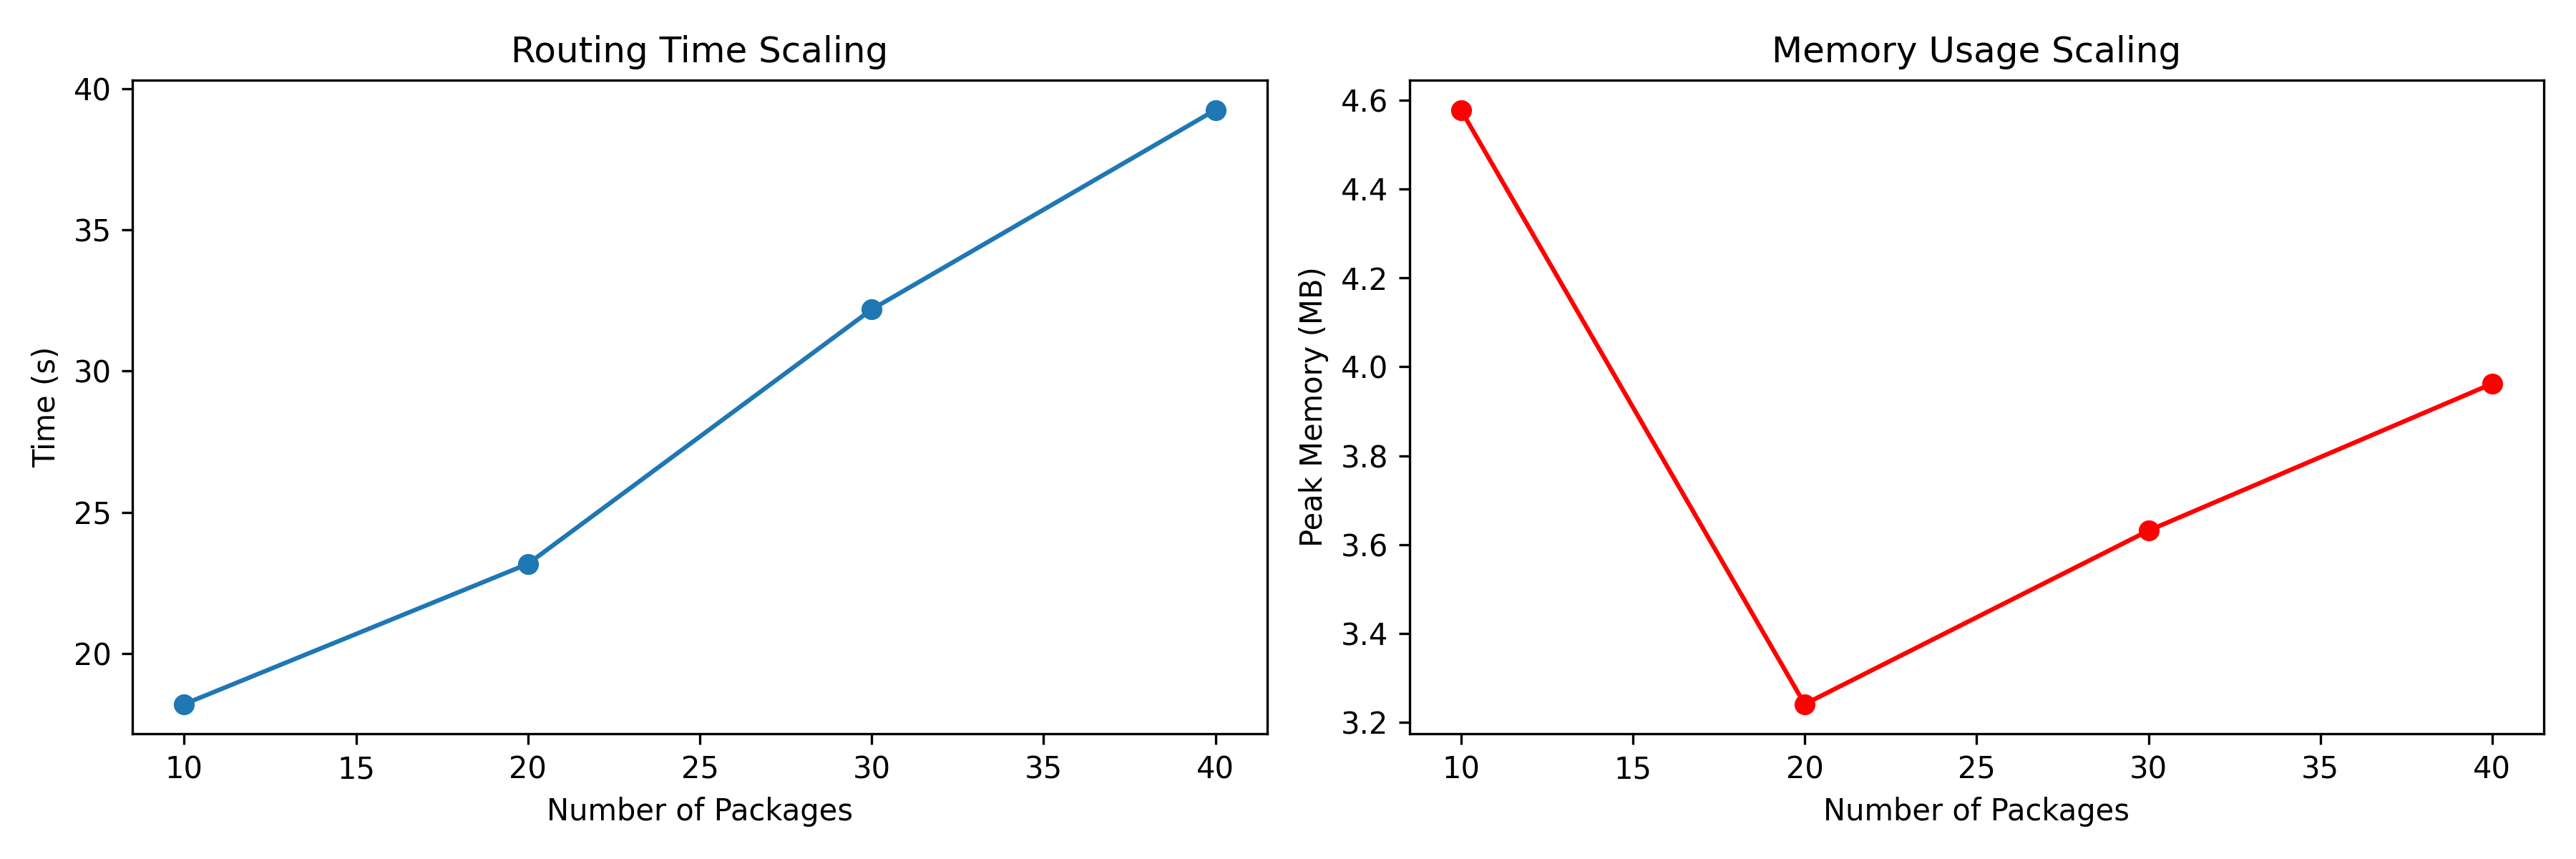 Routing Time Scaling
40
35
30
25
20
Time (s)
10 15 20 25 30 35 40
Number of Packages
Memory Usage Scaling
4.6
4.4
4.2
4.0
3.8
3.6
3.4
3.2
Peak Memory (MB)
10 15 20 25 30 35 40
Number of Packages